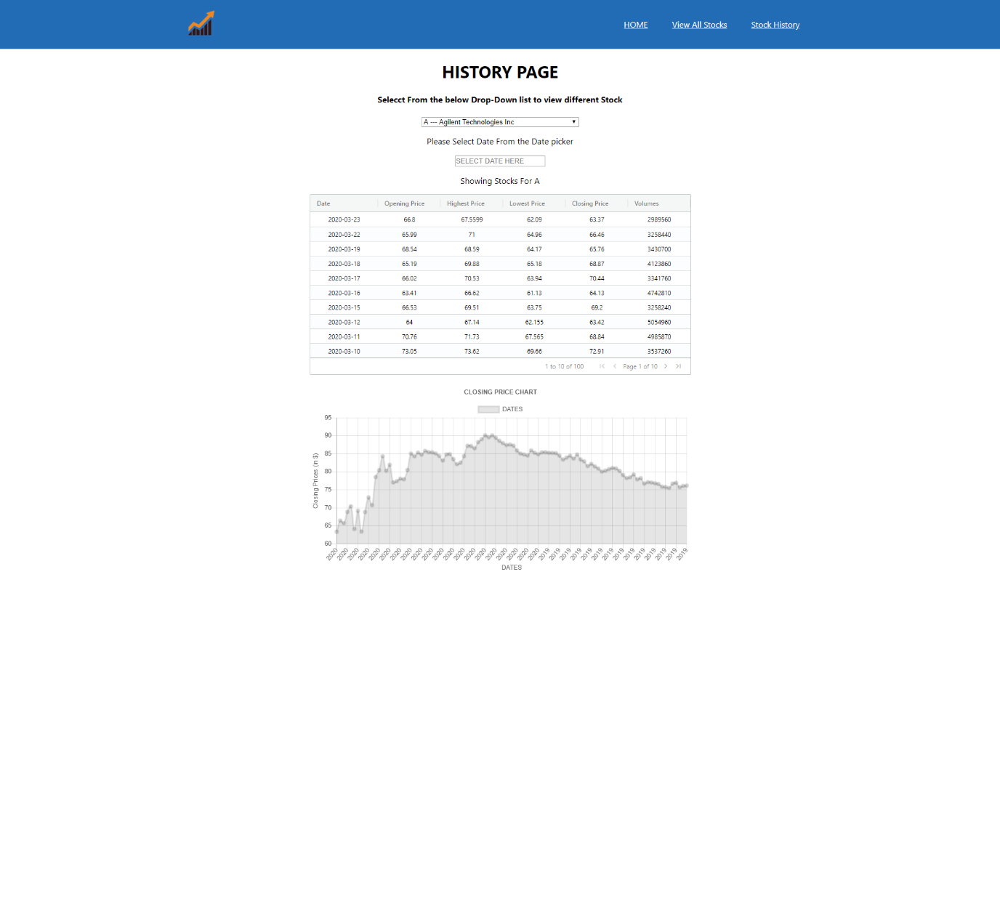 HOME View All Stocks Stock History
HISTORY PAGE
Selecct From the below Drop-Down list to view different Stock
A --- Agilent Technologies Inc
Please Select Date From the Date picker
SELECT DATE HERE
Showing Stocks For A
Date Opening Price Highest Price Lowest Price Closing Price Volumes
2020-03-23 66.8 67.5599 62.09 63.37 2989560
2020-03-22 65.99 71 64.96 66.46 3258440
2020-03-19 68.54 68.59 64.17 65.76 3430700
2020-03-18 65.19 69.88 65.18 68.87 4123860
2020-03-17 66.02 70.53 63.94 70.44 3341760
2020-03-16 63.41 66.62 61.13 64.13 4742810
2020-03-15 66.53 69.51 63.75 69.2 3258240
2020-03-12 64 67.14 62.155 63.42 5054960
2020-03-11 70.76 71.73 67.565 68.84 4985870
2020-03-10 73.05 73.62 69.66 72.91 3537260
1 to 10 of 100 Page 1 of 10
CLOSING PRICE CHART
DATES
Closing Prices (in $)
95
90
85
80
75
70
65
60
2020 2020 2020 2020 2020 2020 2020 2020 2020 2020 2020 2020 2020 2020 2020 2020 2020 2020 2020 2020 2019 2019 2019 2019 2019 2019 2019 2019 2019 2019 2019 2019 2019 2019
DATES